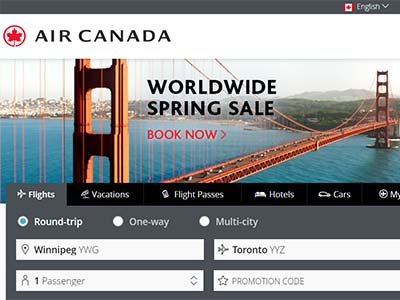 English
AIR CANADA
WORLDWIDE
SPRING SALE
BOOK NOW >
Flights Vacations Flight Passes Hotels Cars My
Round-trip One-way Multi-city
Winnipeg YWG Toronto YYZ
1 Passenger PROMOTION CODE